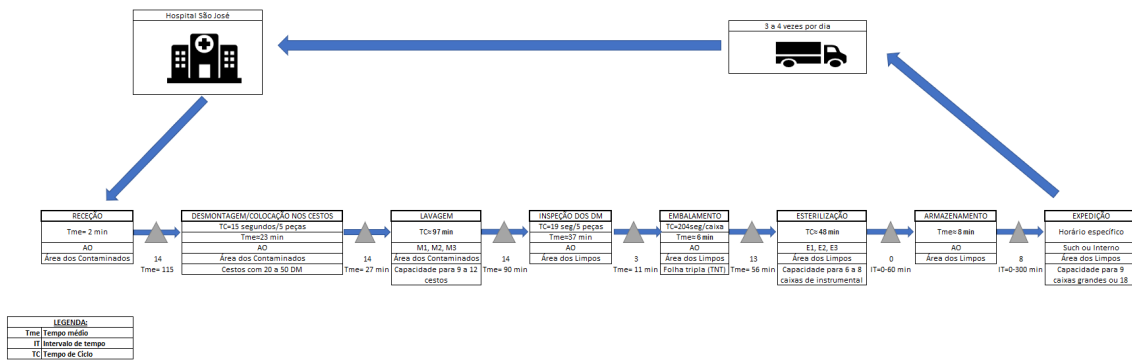 Hospital São José
3 a 4 vezes por dia
RECEÇÃO
Tme= 2 min
AO
Área dos Contaminados
14
Tme= 115
DESMONTAGEM/COLOCAÇÃO NOS CESTOS
TC=15 segundos/5 peças
Tme=23 min
AO
Área dos Contaminados
Cestos com 20 a 50 DM
14
Tme= 27 min
LAVAGEM
TC= 97 min
M1, M2, M3
Área dos Contaminados
Capacidade para 9 a 12
cestos
14
Tme= 90 min
INSPEÇÃO DOS DM
TC=19 seg/5 peças
Tme=37 min
AO
Área dos Limpos
3
Tme= 11 min
EMBALAMENTO
TC=204seg/caixa
Tme= 6 min
AO
Área dos Limpos
Folha tripla (TNT)
13
Tme= 56 min
ESTERILIZAÇÃO
TC= 48 min
E1, E2, E3
Área dos Limpos
Capacidade para 6 a 8
caixas de instrumental
0
IT=0-60 min
ARMAZENAMENTO
Tme= 8 min
AO
Área dos Limpos
8
IT=0-300 min
EXPEDIÇÃO
Horário específico
Such ou Interno
Área dos Limpos
Capacidade para 9
caixas grandes ou 18
LEGENDA:
Tme Tempo médio
IT Intervalo de tempo
TC Tempo de Ciclo